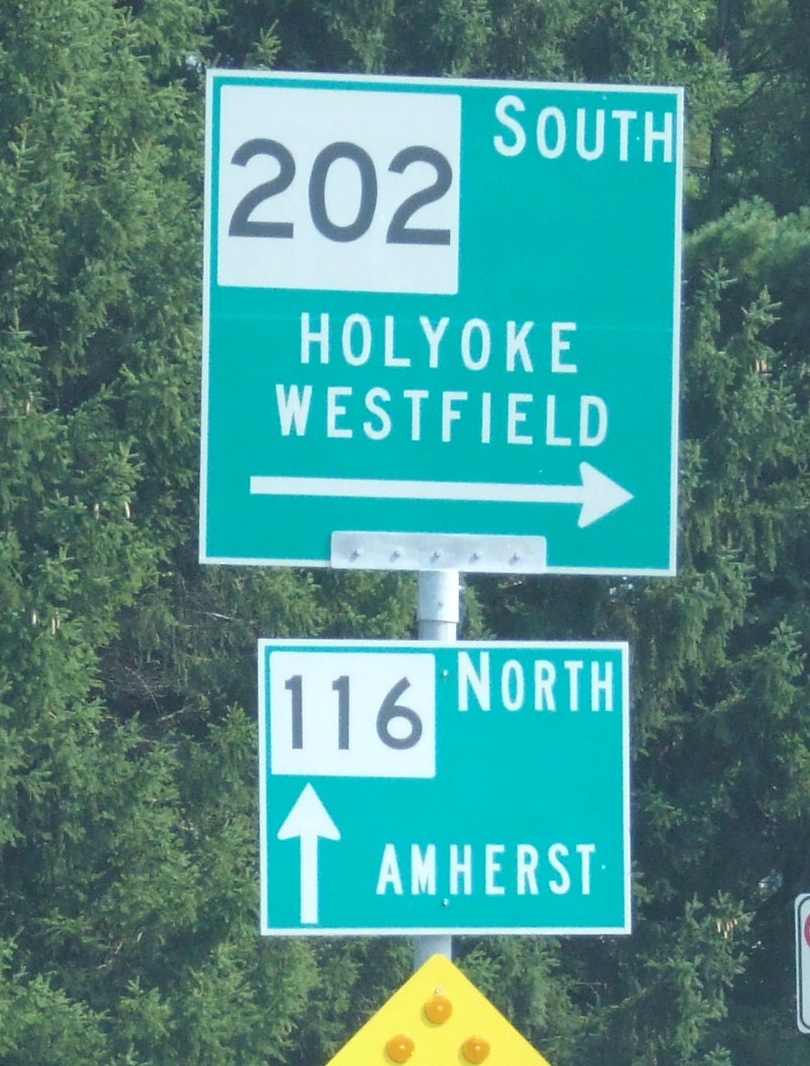 202 SOUTH
HOLYOKE
WESTFIELD
116 NORTH
AMHERST